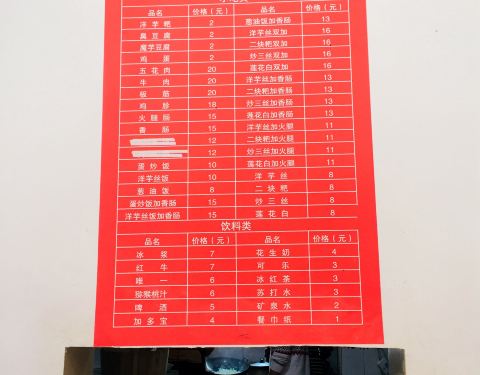 品名 价格（元） 品名 价格（元）
洋芋粑 2 葱油饭加香肠 13
臭豆腐 2 洋芋丝双加 16
魔芋豆腐 2 二块粑双加 16
鸡蛋 2 炒三丝双加 16
五花肉 20 莲花白双加 16
牛肉 20 洋芋丝加香肠 13
板筋 20 二块粑加香肠 13
鸡胗 18 炒三丝加香肠 13
火腿肠 15 莲花白加香肠 13
香肠 15 洋芋丝加火腿 11
12 二块粑加火腿 11
12 炒三丝加火腿 11
蛋炒饭 10 莲花白加火腿 11
洋芋丝饭 10 洋芋丝 8
葱油饭 8 二块粑 8
蛋炒饭加香肠 15 炒三丝 8
洋芋丝饭加香肠 15 莲花白 8
饮料类
品名 价格（元） 品名 价格（元）
冰浆 7 花生奶 4
红牛 7 可乐 3
唯一 6 冰红茶 3
猕猴桃汁 6 苏打水 3
啤酒 5 矿泉水 2
加多宝 4 餐巾纸 1